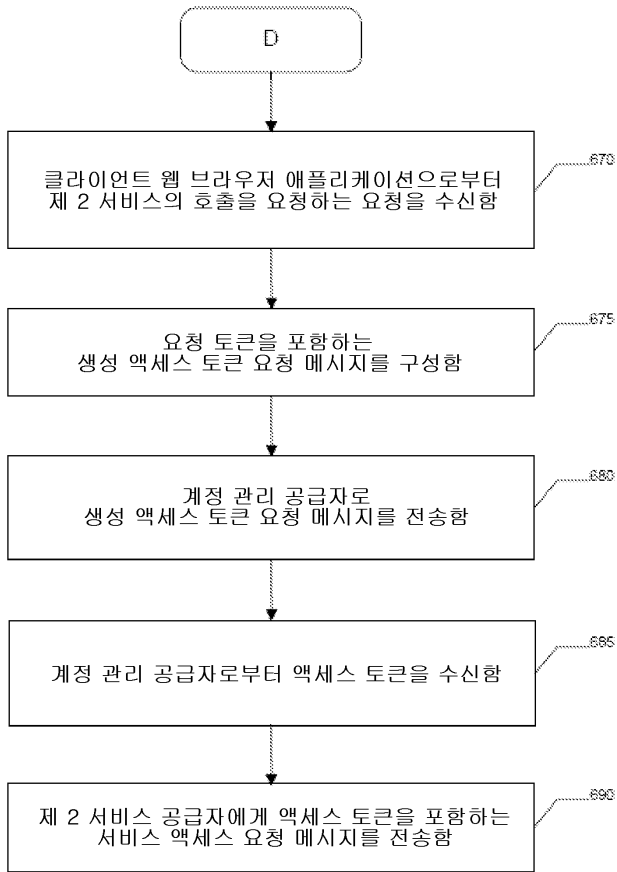 D
클라이언트 웹 브라우저 애플리케이션으로부터
제 2 서비스의 호출을 요청하는 요청을 수신함
670
요청 토큰을 포함하는
생성 액세스 토큰 요청 메시지를 구성함
675
계정 관리 공급자로
생성 액세스 토큰 요청 메시지를 전송함
680
계정 관리 공급자로부터 액세스 토큰을 수신함
685
제 2 서비스 공급자에게 액세스 토큰을 포함하는
서비스 액세스 요청 메시지를 전송함
690